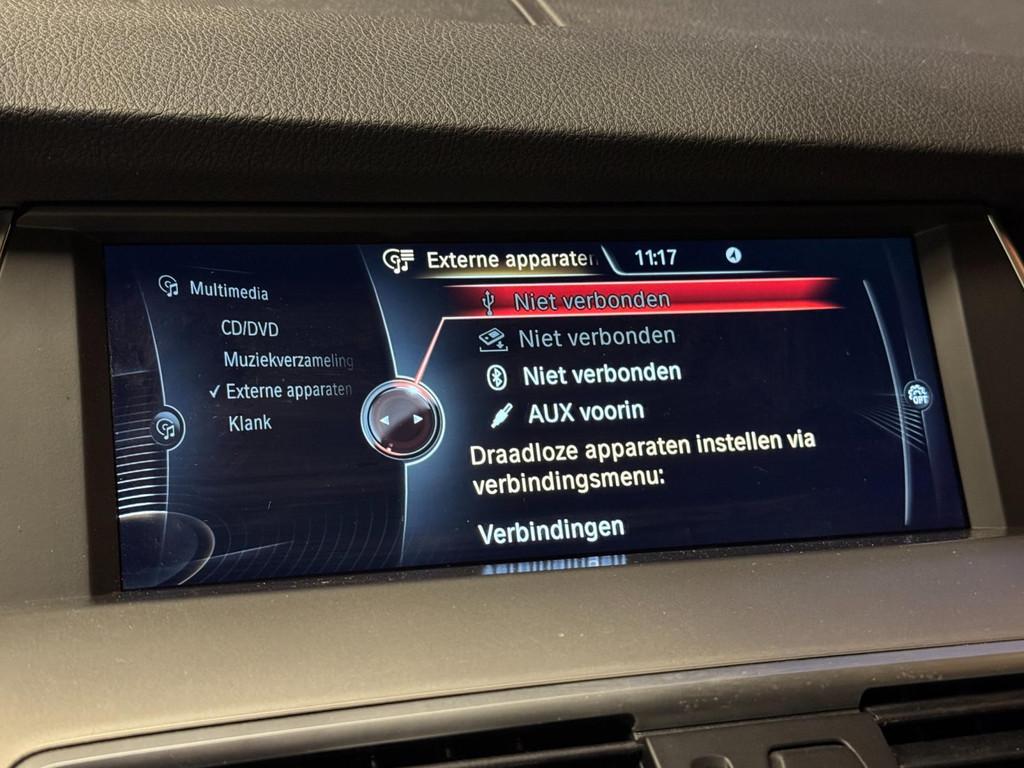 Externe apparaten
11:17
Multimedia
CD/DVD
Muziekverzameling
✓ Externe apparaten
Klank
Niet verbonden
Niet verbonden
Niet verbonden
AUX voorin
Draadloze apparaten instellen via
verbindingsmenu:
Verbindingen
OPT